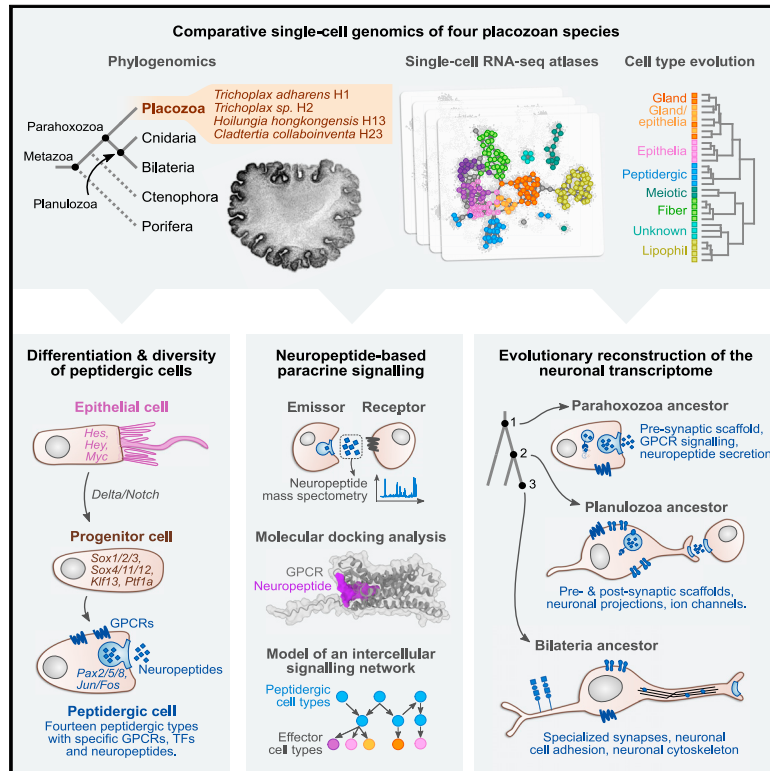 Comparative single-cell genomics of four placozoan species
Phylogenomics
Single-cell RNA-seq atlases
Cell type evolution
Placozoa
Trichoplax adharens H1
Trichoplax sp. H2
Hoilungia hongkongensis H13
Cladtertia collaboinventa H23
Parahoxozoa
Metazoa
Planulozoa
Cnidaria
Bilateria
Ctenophora
Porifera
Gland
Gland/
epithelia
Epithelia
Peptidergic
Meiotic
Fiber
Unknown
Lipophil
Differentiation & diversity
of peptidergic cells
Epithelial cell
Hes,
Hey,
Myc
Delta/Notch
Progenitor cell
Sox1/2/3,
Sox4/11/12,
Klf13, Ptf1a
GPCRs
Neuropeptides
Pax2/5/8,
Jun/Fos
Peptidergic cell
Fourteen peptidergic types
with specific GPCRs, TFs
and neuropeptides.
Neuropeptide-based
paracrine signalling
Emissor
Receptor
Neuropeptide
mass spectometry
Molecular docking analysis
GPCR
Neuropeptide
Model of an intercellular
signalling network
Peptidergic
cell types
Effector
cell types
Evolutionary reconstruction of the
neuronal transcriptome
1
2
3
Parahoxozoa ancestor
Pre-synaptic scaffold,
GPCR signalling,
neuropeptide secretion
Planulozoa ancestor
Pre- & post-synaptic scaffolds,
neuronal projections, ion channels.
Bilateria ancestor
Specialized synapses, neuronal
cell adhesion, neuronal cytoskeleton